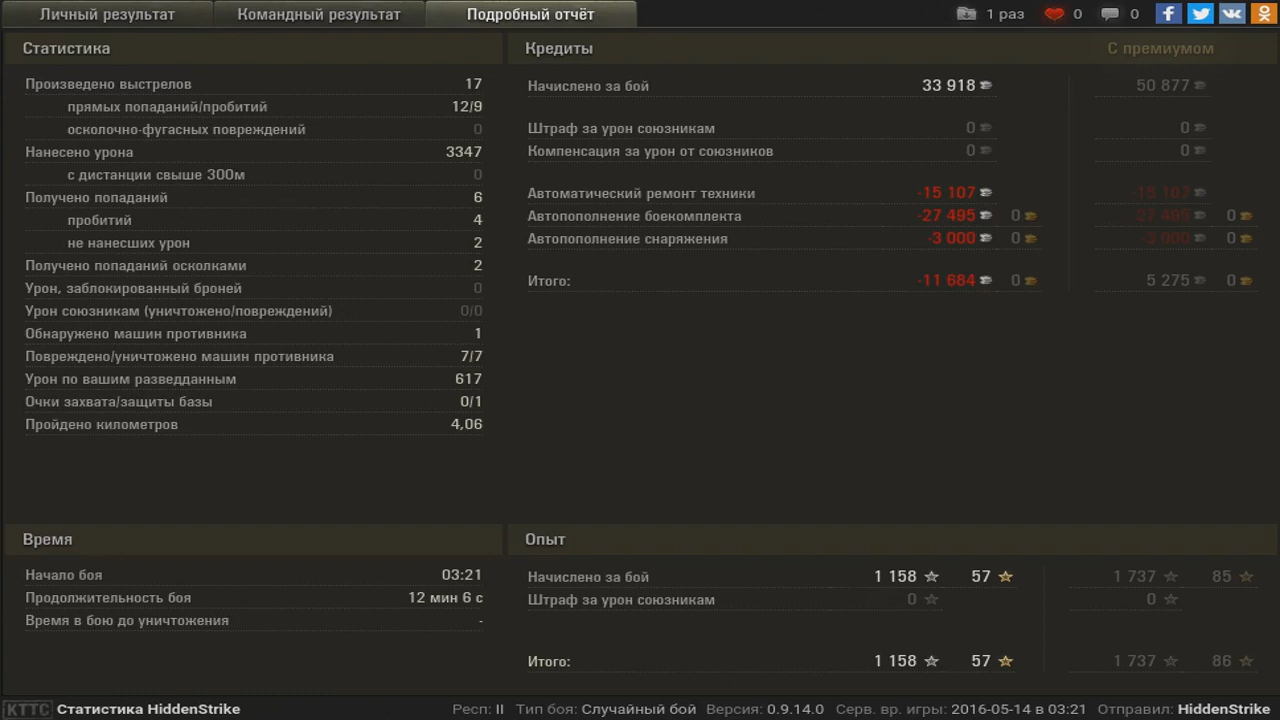 Личный результат Командный результат Подробный отчёт 1 раз 0 0
Статистика
Произведено выстрелов 17
прямых попаданий/пробитий 12/9
осколочно-фугасных повреждений 0
Нанесено урона 3347
с дистанции свыше 300м 0
Получено попаданий 6
пробитий 4
не нанесших урон 2
Получено попаданий осколками 2
Урон, заблокированный броней 0
Урон союзникам (уничтожено/повреждений) 0/0
Обнаружено машин противника 1
Повреждено/уничтожено машин противника 7/7
Урон по вашим разведданным 617
Очки захвата/защиты базы 0/1
Пройдено километров 4,06
Кредиты С премиумом
Начислено за бой 33 918 50 877
Штраф за урон союзникам 0 0
Компенсация за урон от союзников 0 0
Автоматический ремонт техники -15 107 -15 107
Автопополнение боекомплекта -27 495 0 -27 495 0
Автопополнение снаряжения -3 000 0 -3 000 0
Итого: -11 684 0 5 275 0
Время
Начало боя 03:21
Продолжительность боя 12 мин 6 с
Время в бою до уничтожения -
Опыт
Начислено за бой 1 158 57 1 737 85
Штраф за урон союзникам 0 0
Итого: 1 158 57 1 737 86
КТТС Статистика HiddenStrike Респ: II Тип боя: Случайный бой Версия: 0.9.14.0 Серв. вр. игры: 2016-05-14 в 03:21 Отправил: HiddenStrike